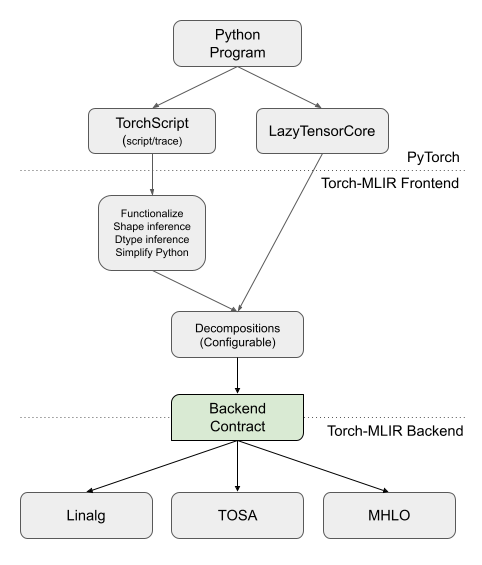 Python
Program
TorchScript
(script/trace)
LazyTensorCore
PyTorch
Torch-MLIR Frontend
Functionalize
Shape inference
Dtype inference
Simplify Python
Decompositions
(Configurable)
Backend
Contract
Torch-MLIR Backend
Linalg
TOSA
MHLO